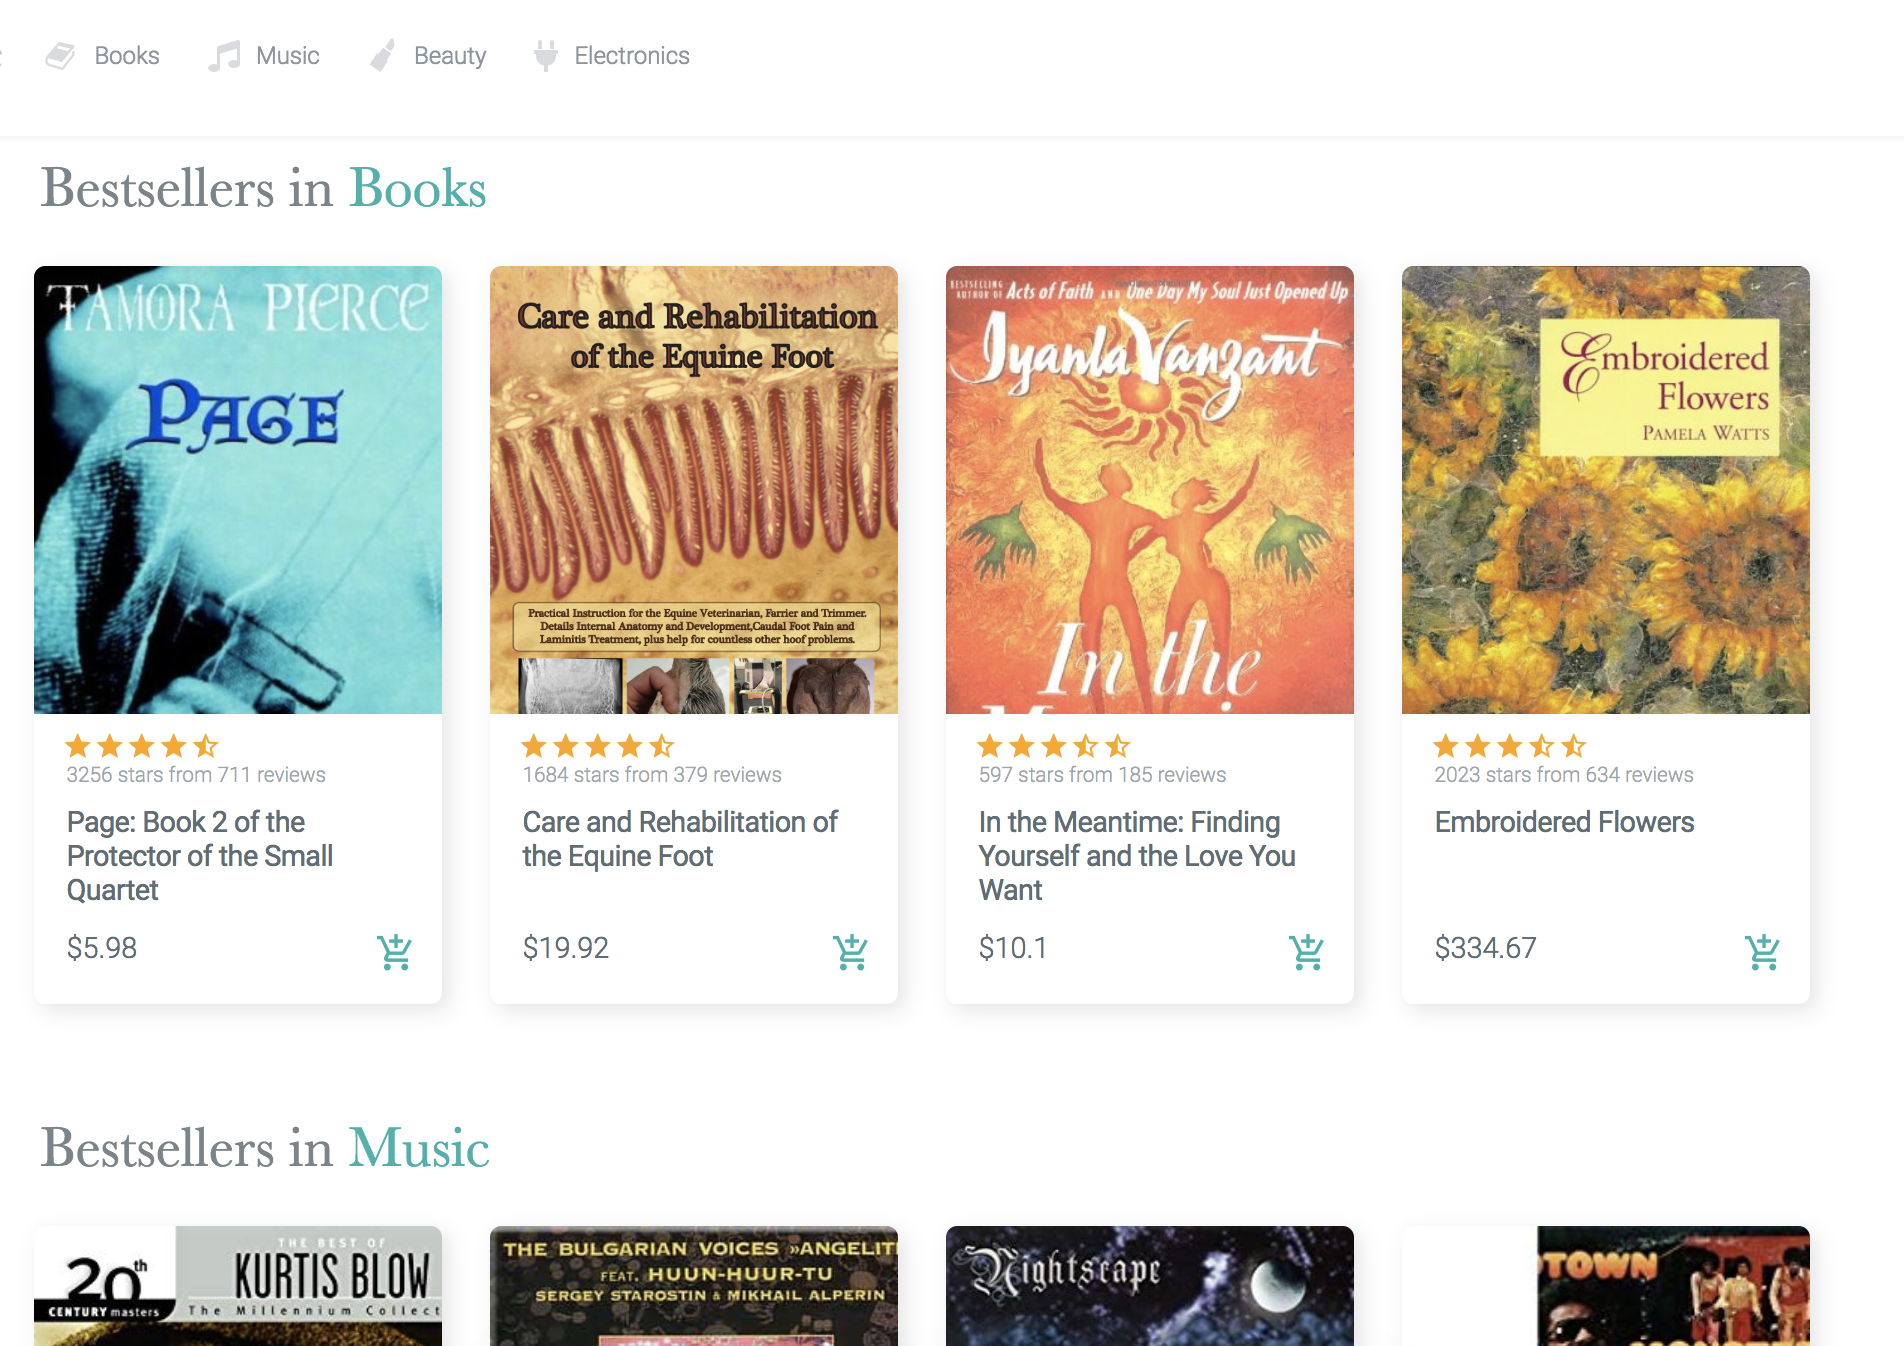 Books Music Beauty Electronics
Bestsellers in Books
TAMORA PIERCE
PAGE
Care and Rehabilitation
of the Equine Foot
Practical Instruction for the Equine Veterinarian, Farrier and Trimmer.
Details Internal Anatomy and Development,Caudal Foot Pain and
Laminitis Treatment, plus help for countless other hoof problems.
BESTSELLING
AUTHOR OF Acts of Faith AND One Day My Soul Just Opened Up
Iyanla Vanzant
In the
Embroidered
Flowers
PAMELA WATTS
3256 stars from 711 reviews
Page: Book 2 of the
Protector of the Small
Quartet
$5.98
1684 stars from 379 reviews
Care and Rehabilitation of
the Equine Foot
$19.92
597 stars from 185 reviews
In the Meantime: Finding
Yourself and the Love You
Want
$10.1
2023 stars from 634 reviews
Embroidered Flowers
$334.67
Bestsellers in Music
20th
CENTURY masters
THE BEST OF
KURTIS BLOW
The Millennium Collect
THE BULGARIAN VOICES »ANGELIT
FEAT. HUUN-HUUR-TU
SERGEY STAROSTIN & MIKHAIL ALPERIN
Nightscape
TOWN